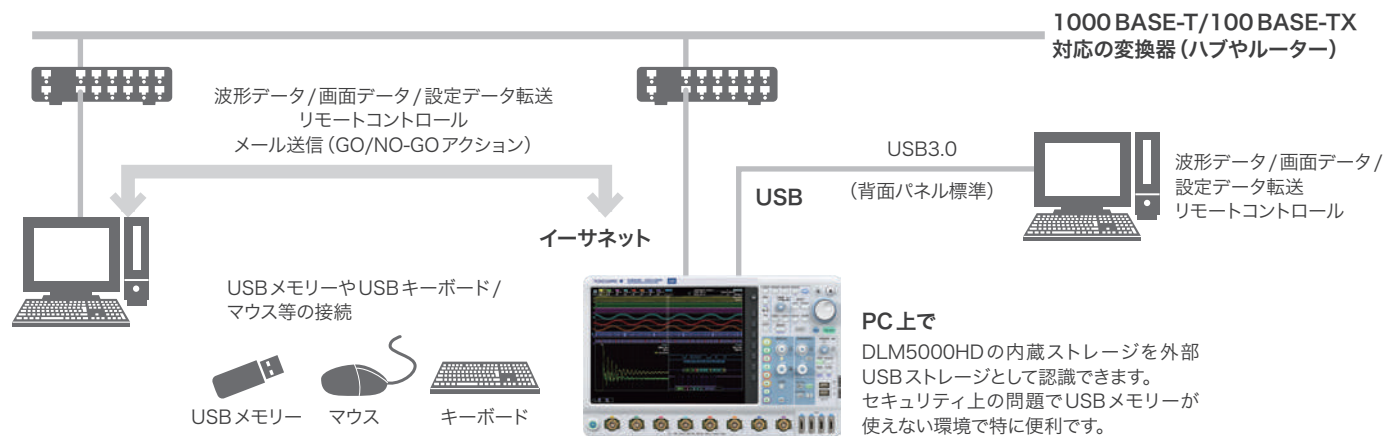 1000 BASE-T/100 BASE-TX
対応の変換器(ハブやルーター)
波形データ/画面データ/設定データ転送
リモートコントロール
メール送信(GO/NO-GOアクション)
USB3.0
(背面パネル標準)
USB
波形データ/画面データ/
設定データ転送
リモートコントロール
イーサネット
USBメモリーやUSBキーボード/
マウス等の接続
USBメモリー
マウス
キーボード
YOKOGAWA
PC上で
DLM5000HDの内蔵ストレージを外部
USBストレージとして認識できます。
セキュリティ上の問題でUSBメモリーが
使えない環境で特に便利です。